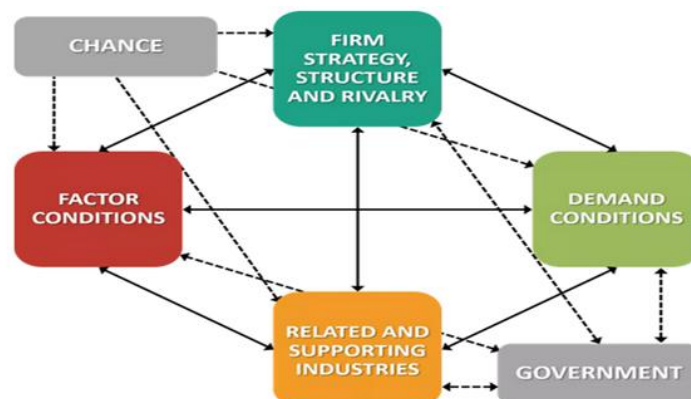 CHANCE
FIRM
STRATEGY,
STRUCTURE
AND RIVALRY
FACTOR
CONDITIONS
DEMAND
CONDITIONS
RELATED AND
SUPPORTING
INDUSTRIES
GOVERNMENT